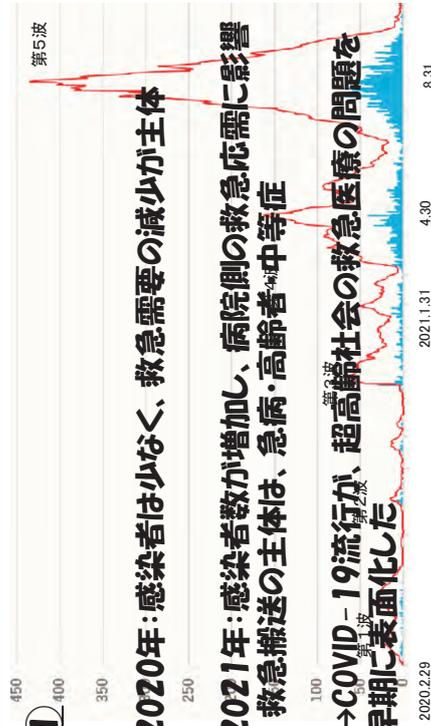 2020年：感染者は少なく、救急需要の減少が主体
2021年：感染者数が増加し、病院側の救急応需に影響
救急搬送の主体は、急病・高齢者・中等症
→COVID-19流行が、超高齢社会の救急医療の問題を
早期に表面化した
第1波
第2波
第3波
4波
第5波
450
400
350
250
100
50
0
020.2.29
2021.1.31
4.30
8.31